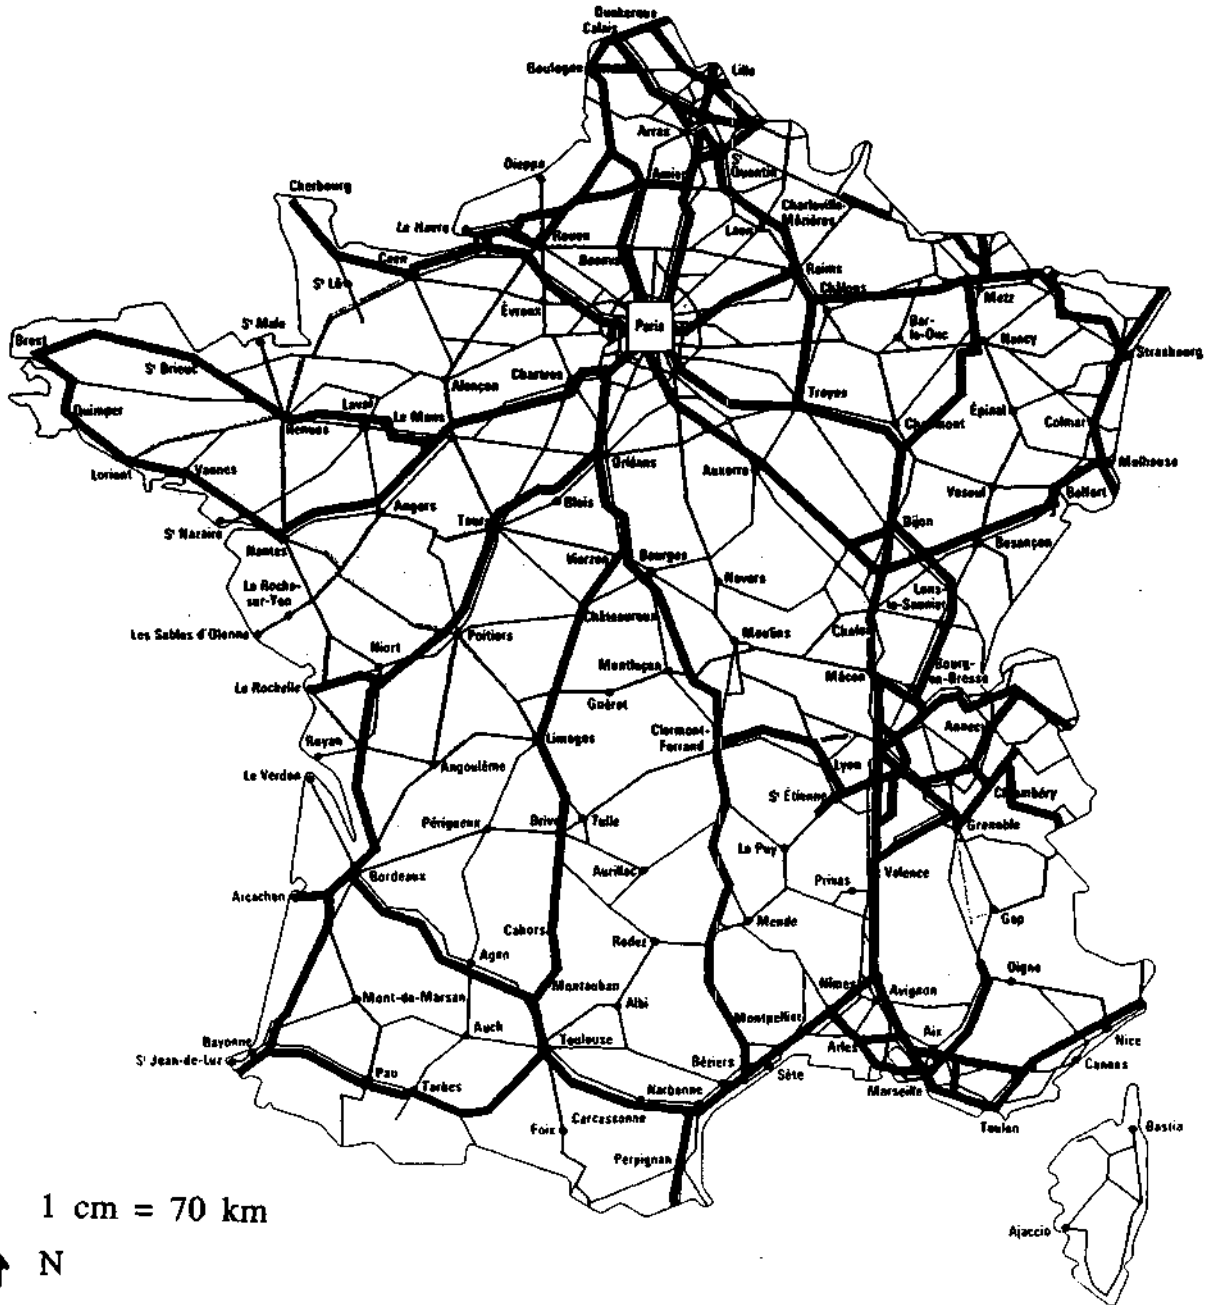 Dunkerque
Calais
Boulogne
Lille
Arras
Dieppe
Amiens
St
Quentin
Cherbourg
Charleville-
Mézières
Le Havre
Rouen
Laon
Beauvais
Caen
Reims
St Lô
Châlons
Metz
Évreux
Paris
Bar-
le-Duc
Nancy
St Malo
Brest
Strasbourg
St Brieuc
Chartres
Alençon
Troyes
Laval
Le Mans
Épinal
Quimper
Rennes
Chaumont
Colmar
Orléans
Auxerre
Mulhouse
Lorient
Vannes
Vesoul
Belfort
Angers
Blois
St Nazaire
Tours
Dijon
Nantes
Besançon
Vierzon
Bourges
Nevers
La Roche-
sur-Yon
Lons-
le-Saunier
Châteauroux
Les Sables d'Olonne
Poitiers
Moulins
Chalon
Niort
Montluçon
Mâcon
Bourg-
en-Bresse
La Rochelle
Guéret
Annecy
Royan
Limoges
Clermont-
Ferrand
Lyon
Angoulême
Le Verdon
St Étienne
Chambéry
Périgueux
Brive
Tulle
Grenoble
Le Puy
Bordeaux
Aurillac
Valence
Arcachon
Privas
Mende
Gap
Cahors
Rodez
Agen
Digne
Montauban
Nîmes
Avignon
Mont-de-Marsan
Albi
Montpellier
Auch
Toulouse
Arles
Aix
Nice
Bayonne
St Jean-de-Luz
Pau
Tarbes
Béziers
Sète
Cannes
Narbonne
Marseille
Carcassonne
Toulon
Foix
Bastia
Perpignan
1 cm = 70 km
Ajaccio
N